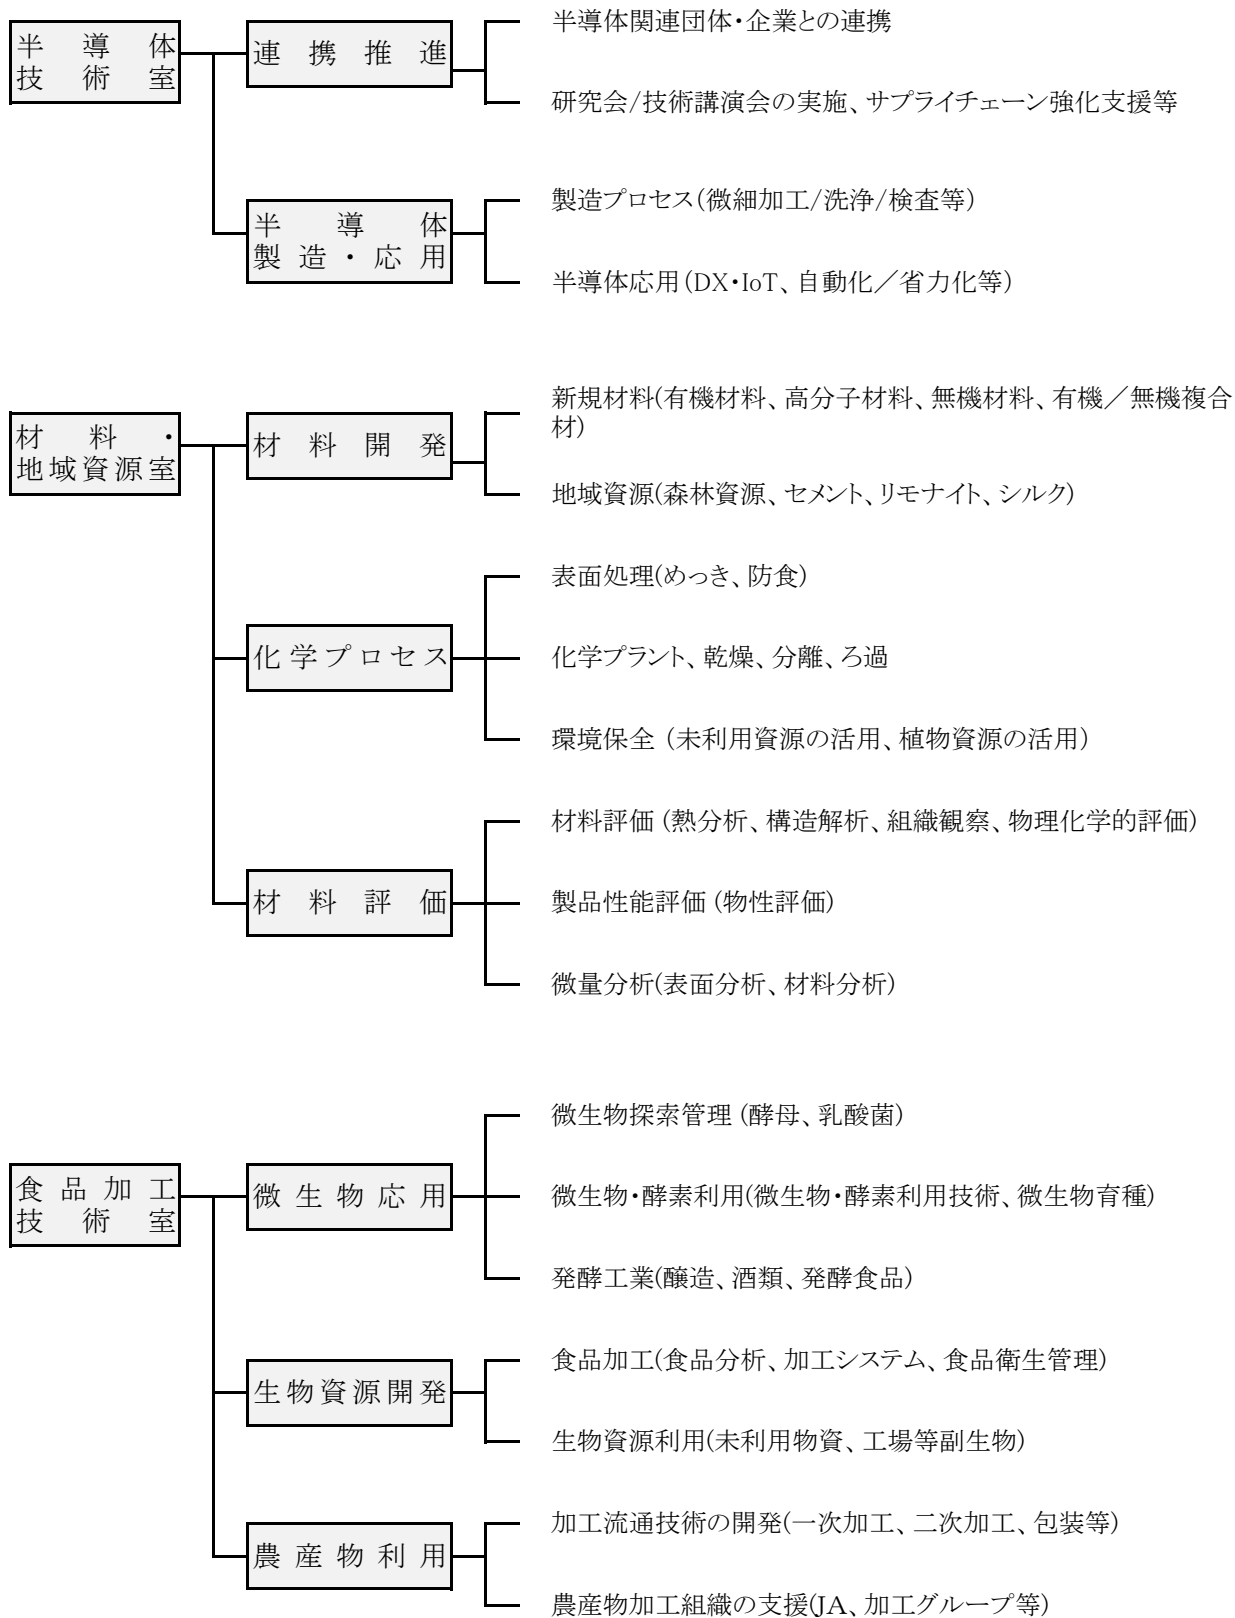 半導体関連団体・企業との連携
半導体
技術室
連携推進
研究会/技術講演会の実施、サプライチェーン強化支援等
製造プロセス(微細加工/洗浄/検査等)
半導体
製造・応用
半導体応用(DX・IoT、自動化／省力化等)
新規材料(有機材料、高分子材料、無機材料、有機／無機複合
材)
材料・
地域資源室
材料開発
地域資源(森林資源、セメント、リモナイト、シルク)
表面処理(めっき、防食)
化学プロセス
化学プラント、乾燥、分離、ろ過
環境保全（未利用資源の活用、植物資源の活用）
材料評価 (熱分析、構造解析、組織観察、物理化学的評価)
材料評価
製品性能評価 (物性評価)
微量分析(表面分析、材料分析)
微生物探索管理 (酵母、乳酸菌)
食品加工
技術室
微生物応用
微生物・酵素利用(微生物・酵素利用技術、微生物育種)
発酵工業(醸造、酒類、発酵食品)
食品加工(食品分析、加工システム、食品衛生管理)
生物資源開発
生物資源利用(未利用物資、工場等副生物)
加工流通技術の開発(一次加工、二次加工、包装等)
農産物利用
農産物加工組織の支援(JA、加工グループ等)